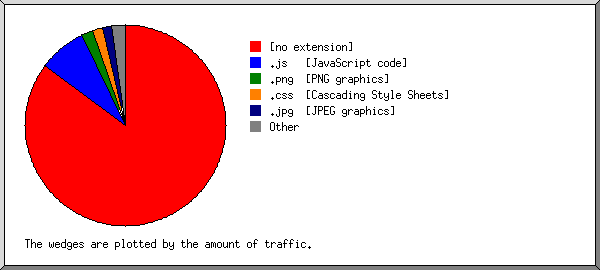 [no extension]
.js [JavaScript code]
.png [PNG graphics]
.css [Cascading Style Sheets]
.jpg [JPEG graphics]
Other
The wedges are plotted by the amount of traffic.